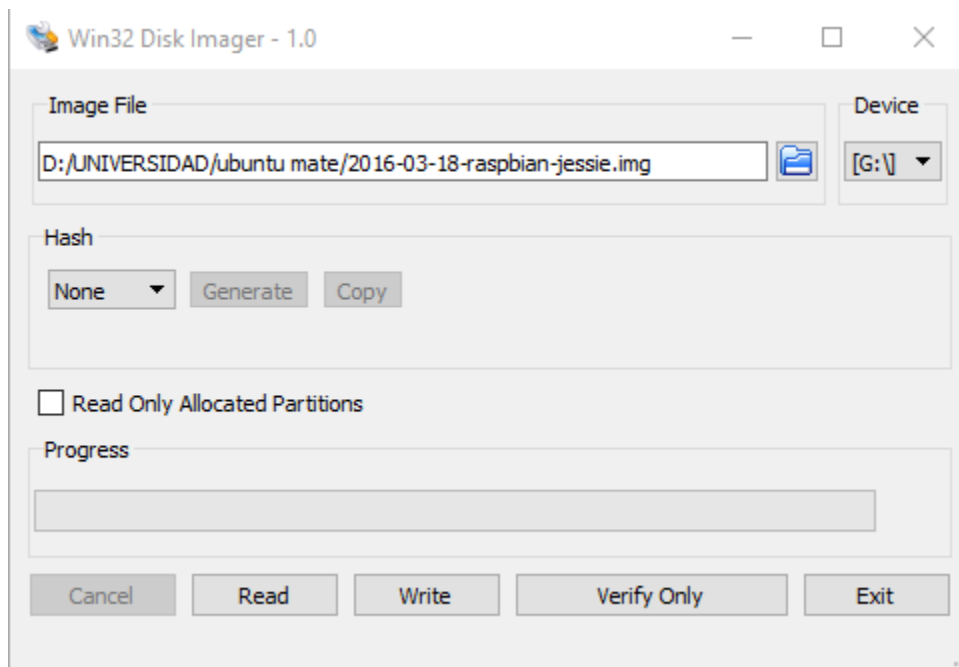 Win32 Disk Imager - 1.0
Image File
Device
D:/UNIVERSIDAD/ubuntu mate/2016-03-18-raspbian-jessie.img
[G:\]
Hash
None
Generate
Copy
Read Only Allocated Partitions
Progress
Cancel
Read
Write
Verify Only
Exit